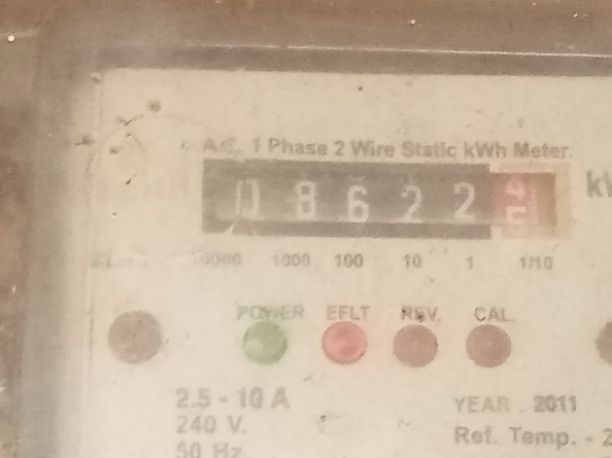 A.C. 1 Phase 2 Wire Static kWh Meter.
08622
10000 1000 100 10 1 1/10
POWER EFLT REV. CAL.
2.5 - 10 A
240 V.
50 Hz
YEAR 2011
Ref. Temp. - 2